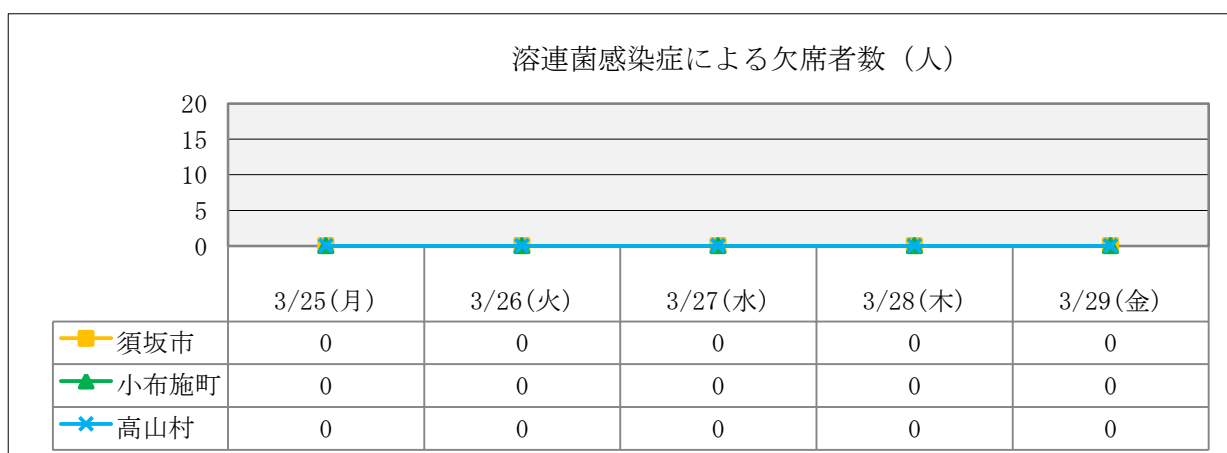 溶連菌感染症による欠席者数（人）
20
15
10
5
0
3/25(月) 3/26(火) 3/27(水) 3/28(木) 3/29(金)
須坂市 0 0 0 0 0
小布施町 0 0 0 0 0
高山村 0 0 0 0 0